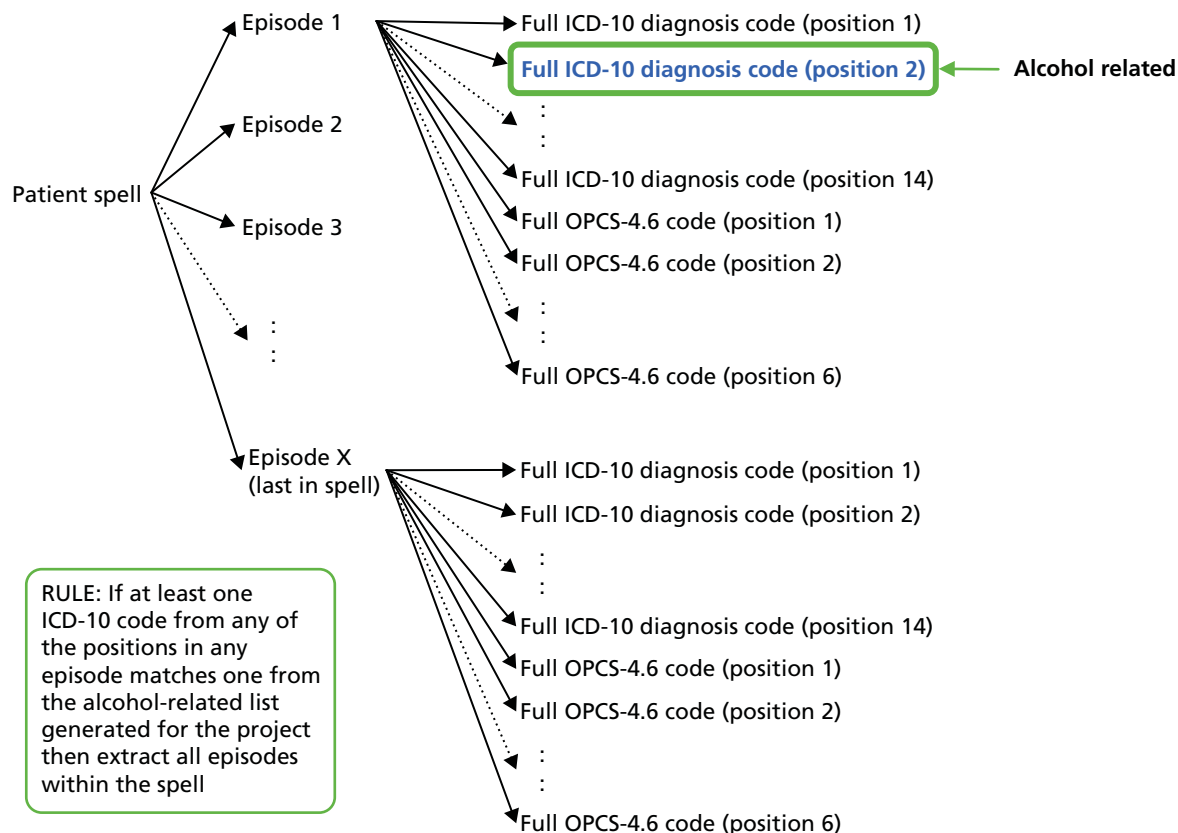 Patient spell
Episode 1
Episode 2
Episode 3
:
:
Episode X
(last in spell)
Full ICD-10 diagnosis code (position 1)
Full ICD-10 diagnosis code (position 2)
Alcohol related
:
:
Full ICD-10 diagnosis code (position 14)
Full OPCS-4.6 code (position 1)
Full OPCS-4.6 code (position 2)
:
:
Full OPCS-4.6 code (position 6)
Full ICD-10 diagnosis code (position 1)
Full ICD-10 diagnosis code (position 2)
:
:
Full ICD-10 diagnosis code (position 14)
Full OPCS-4.6 code (position 1)
Full OPCS-4.6 code (position 2)
:
:
Full OPCS-4.6 code (position 6)
RULE: If at least one
ICD-10 code from any of
the positions in any
episode matches one from
the alcohol-related list
generated for the project
then extract all episodes
within the spell